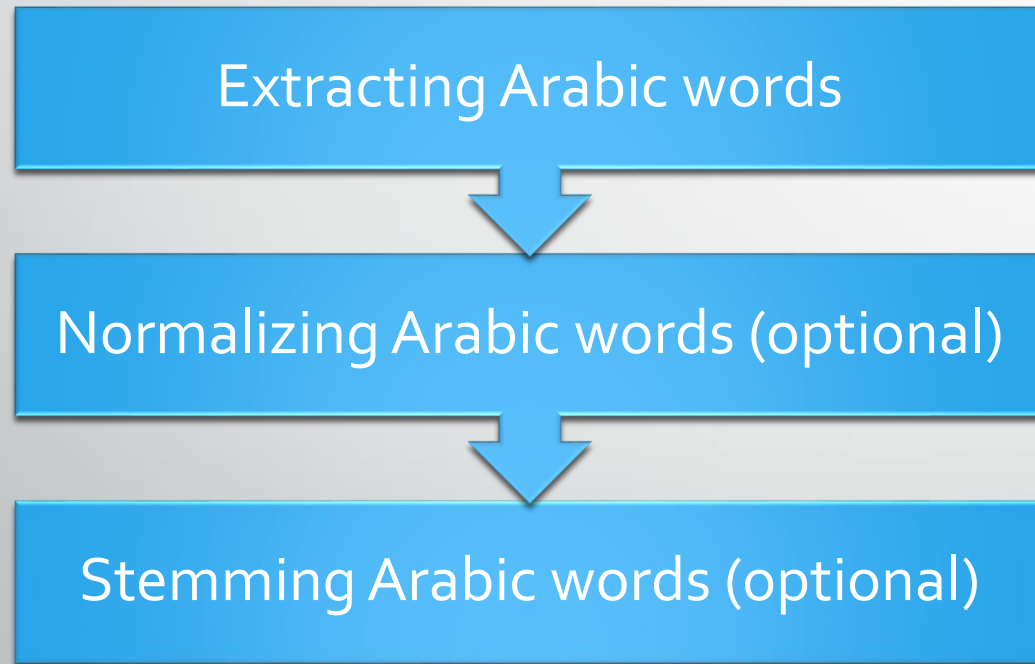 Extracting Arabic words
Normalizing Arabic words (optional)
Stemming Arabic words (optional)